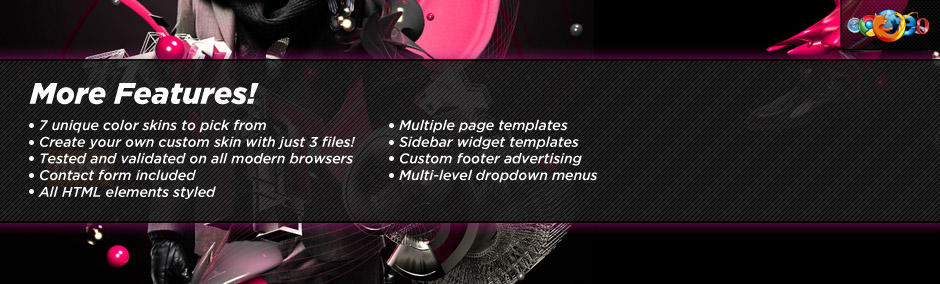 More Features!
• 7 unique color skins to pick from
• Create your own custom skin with just 3 files!
• Tested and validated on all modern browsers
• Contact form included
• All HTML elements styled
• Multiple page templates
• Sidebar widget templates
• Custom footer advertising
• Multi-level dropdown menus